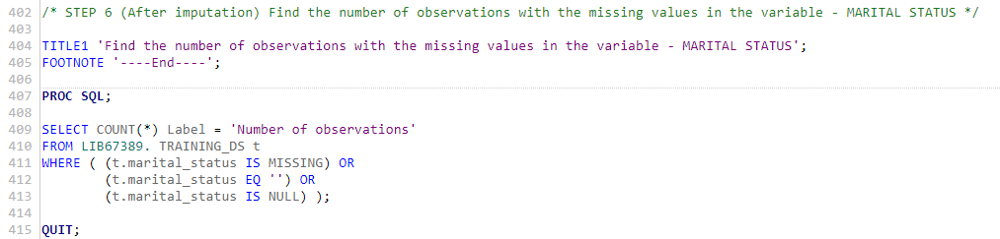 402 /* STEP 6 (After imputation) Find the number of observations with the missing values in the variable - MARITAL STATUS */
403
404 TITLE1 'Find the number of observations with the missing values in the variable - MARITAL STATUS';
405 FOOTNOTE '----End----';
406
407 PROC SQL;
408
409 SELECT COUNT(*) Label = 'Number of observations'
410 FROM LIB67389. TRAINING_DS t
411 WHERE ( (t.marital_status IS MISSING) OR
412         (t.marital_status EQ '') OR
413         (t.marital_status IS NULL) );
414
415 QUIT;